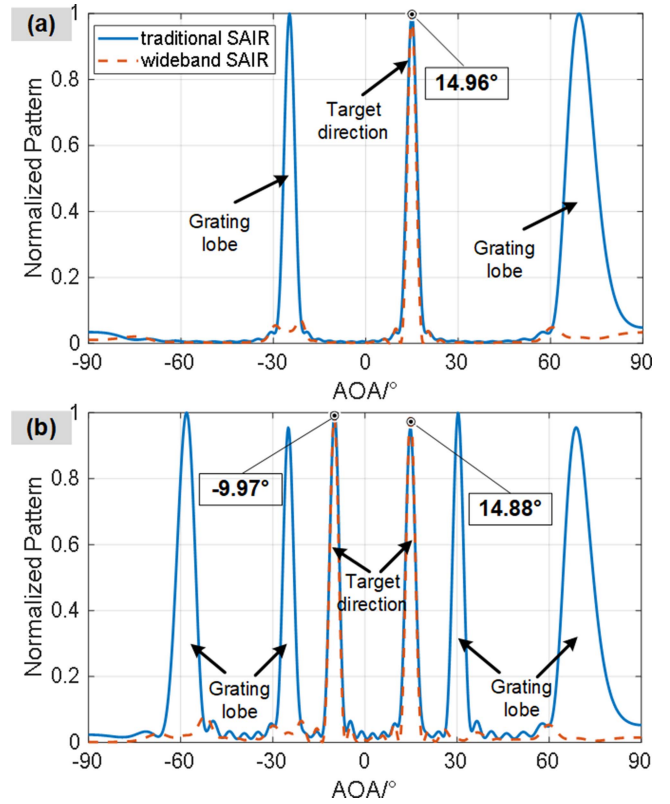 (a)
traditional SAIR
wideband SAIR
14.96°
Target
direction
Grating
lobe
Grating
lobe
Normalized Pattern
1
0.8
0.6
0.4
0.2
0
-90
-60
-30
0
30
60
90
AOA/°
(b)
-9.97°
14.88°
Target
direction
Grating
lobe
Grating
lobe
Normalized Pattern
1
0.8
0.6
0.4
0.2
0
-90
-60
-30
0
30
60
90
AOA/°